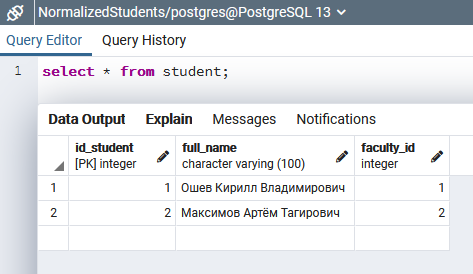 NormalizedStudents/postgres@PostgreSQL 13
Query Editor Query History
1 select * from student;
Data Output Explain Messages Notifications
id_student full_name faculty_id
[PK] integer character varying (100) integer
1 1 Ошев Кирилл Владимирович 1
2 2 Максимов Артём Тагирович 2